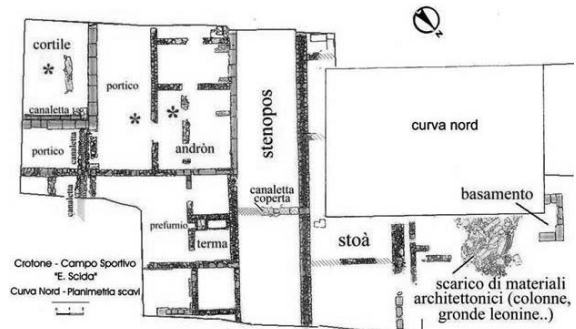 N
cortile
*
canaletta
portico
canaletta
canaletta
portico
*
*
andròn
stenopos
curva nord
basamento
canaletta
coperta
prefurnio
terma
stoà
scarico di materiali
architettonici (colonne,
gronde leonine..)
Crotone - Campo Sportivo
"E. Scida"
Curva Nord - Planimetria scavi